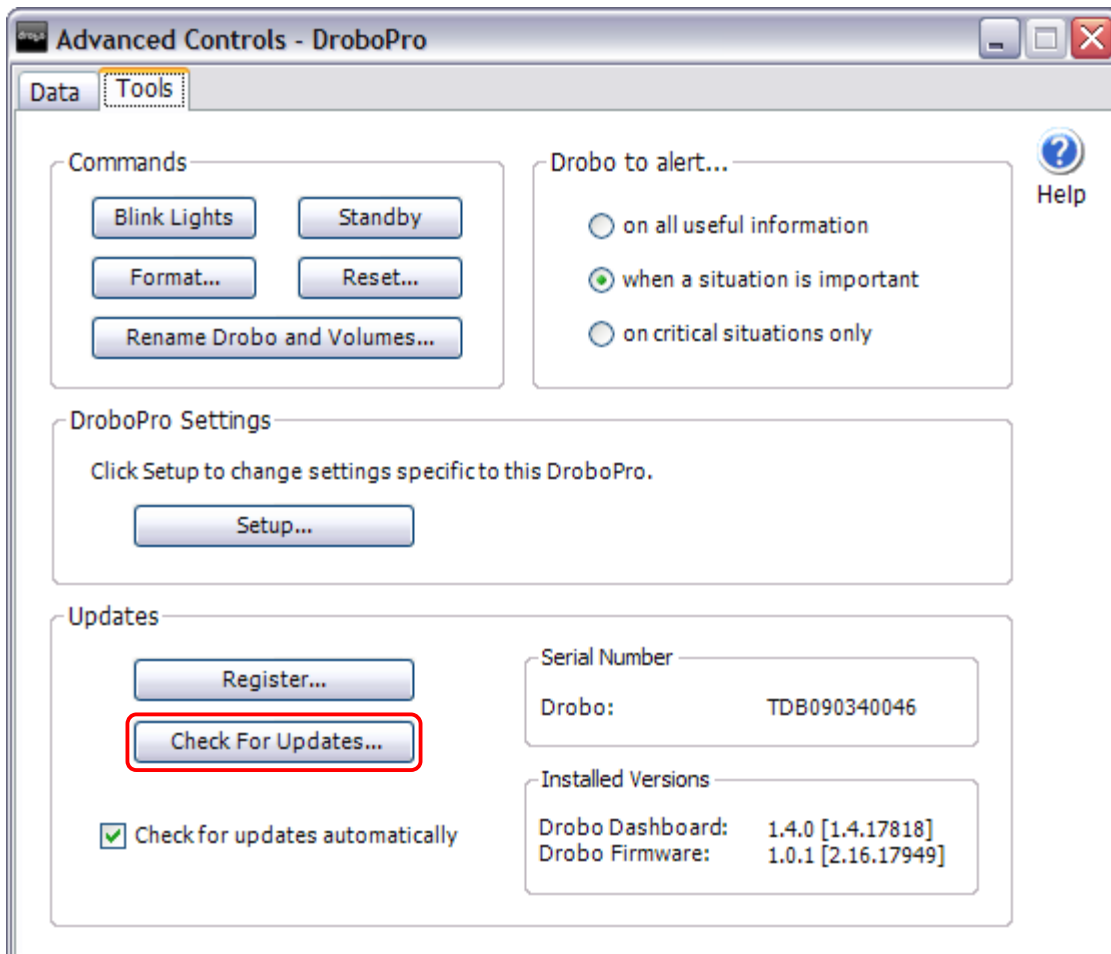 Advanced Controls - DroboPro
Data Tools
Commands
Blink Lights Standby
Format... Reset...
Rename Drobo and Volumes...
Drobo to alert...
on all useful information
when a situation is important
on critical situations only
Help
DroboPro Settings
Click Setup to change settings specific to this DroboPro.
Setup...
Updates
Register...
Check For Updates...
Check for updates automatically
Serial Number
Drobo: TDB090340046
Installed Versions
Drobo Dashboard: 1.4.0 [1.4.17818]
Drobo Firmware: 1.0.1 [2.16.17949]